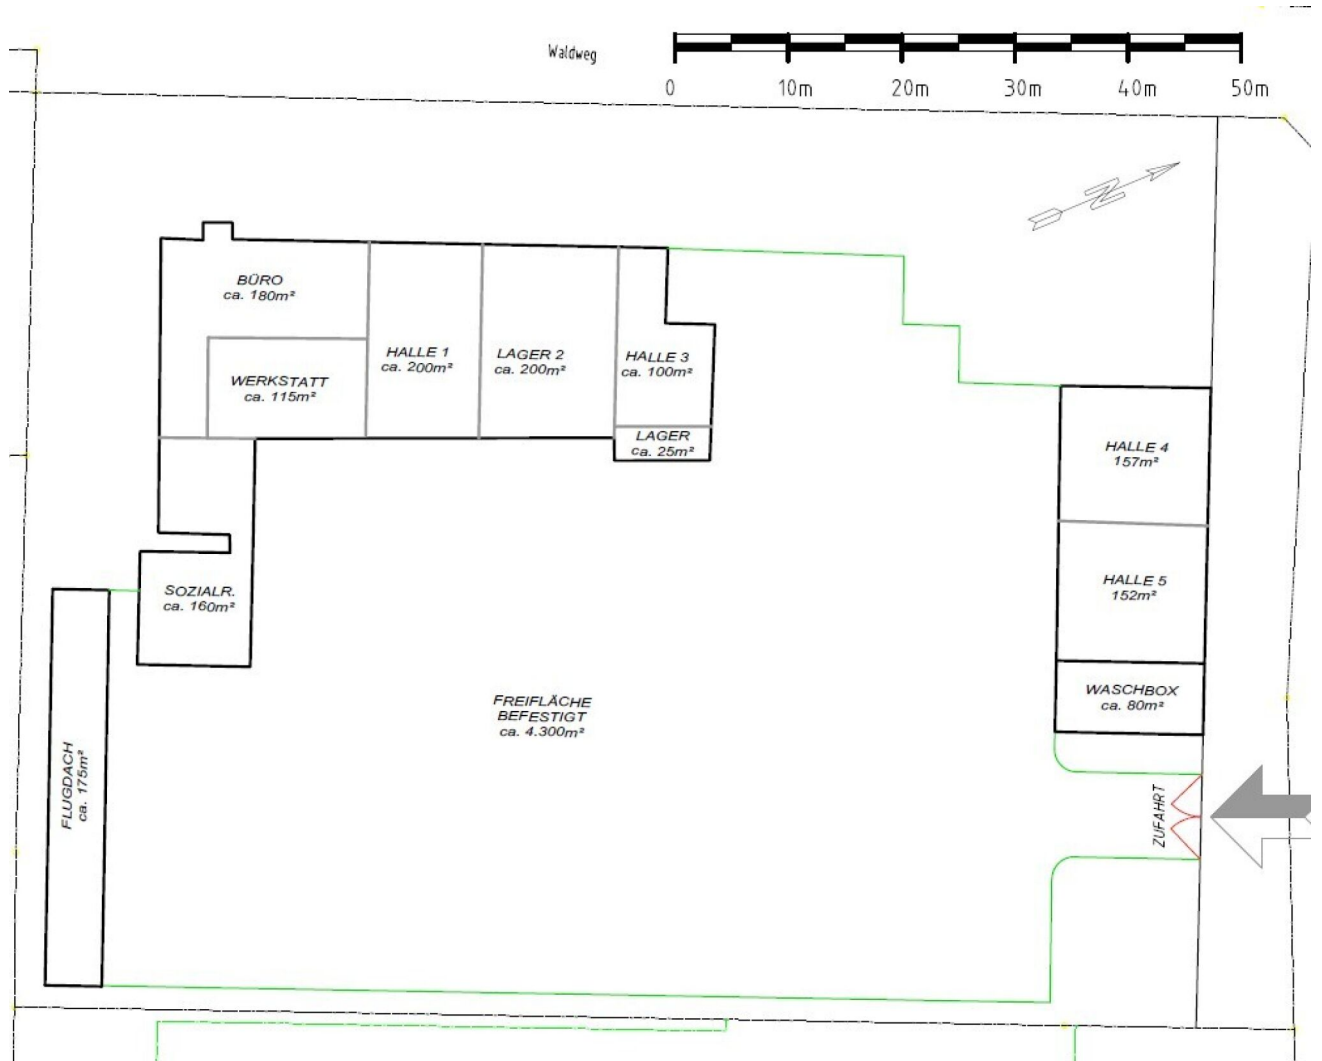 Waldweg
0 10m 20m 30m 40m 50m
N
BÜRO
ca. 180m²
HALLE 1
ca. 200m²
LAGER 2
ca. 200m²
HALLE 3
ca. 100m²
WERKSTATT
ca. 115m²
LAGER
ca. 25m²
HALLE 4
157m²
HALLE 5
152m²
SOZIALR.
ca. 160m²
WASCHBOX
ca. 80m²
FREIFLÄCHE
BEFESTIGT
ca. 4.300m²
FLUGDACH
ca. 175m²
ZUFAHRT